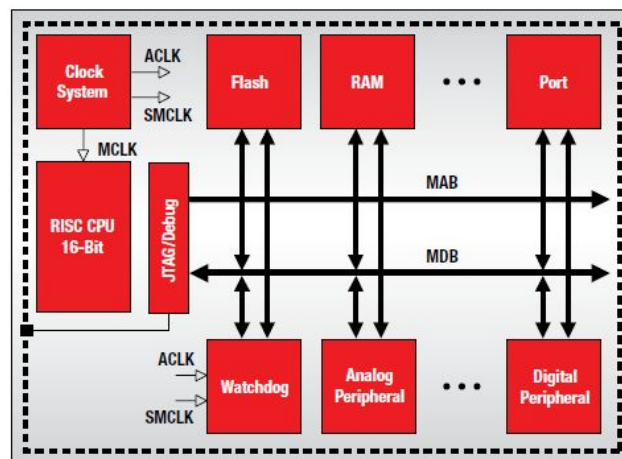 Clock
System
ACLK
SMCLK
MCLK
Flash
RAM
Port
RISC CPU
16-Bit
JTAG/Debug
MAB
MDB
ACLK
SMCLK
Watchdog
Analog
Peripheral
Digital
Peripheral